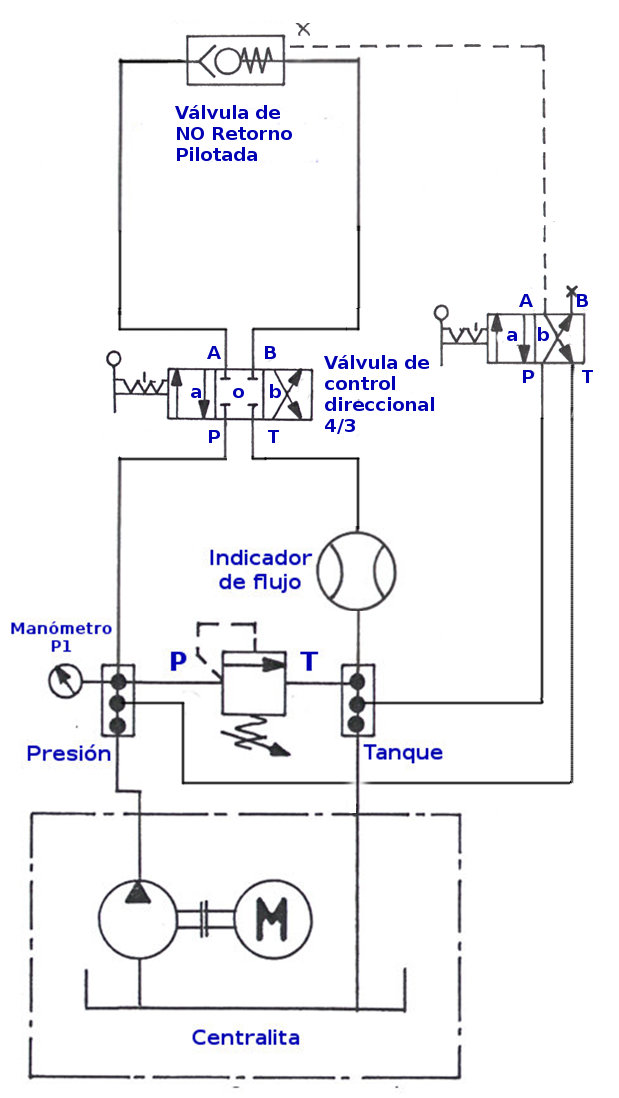 X
Válvula de
NO Retorno
Pilotada
A
B
a
b
P
T
A
B
a
o
b
P
T
Válvula de
control
direccional
4/3
Indicador
de flujo
Manómetro
P1
P
T
Presión
Tanque
M
Centralita